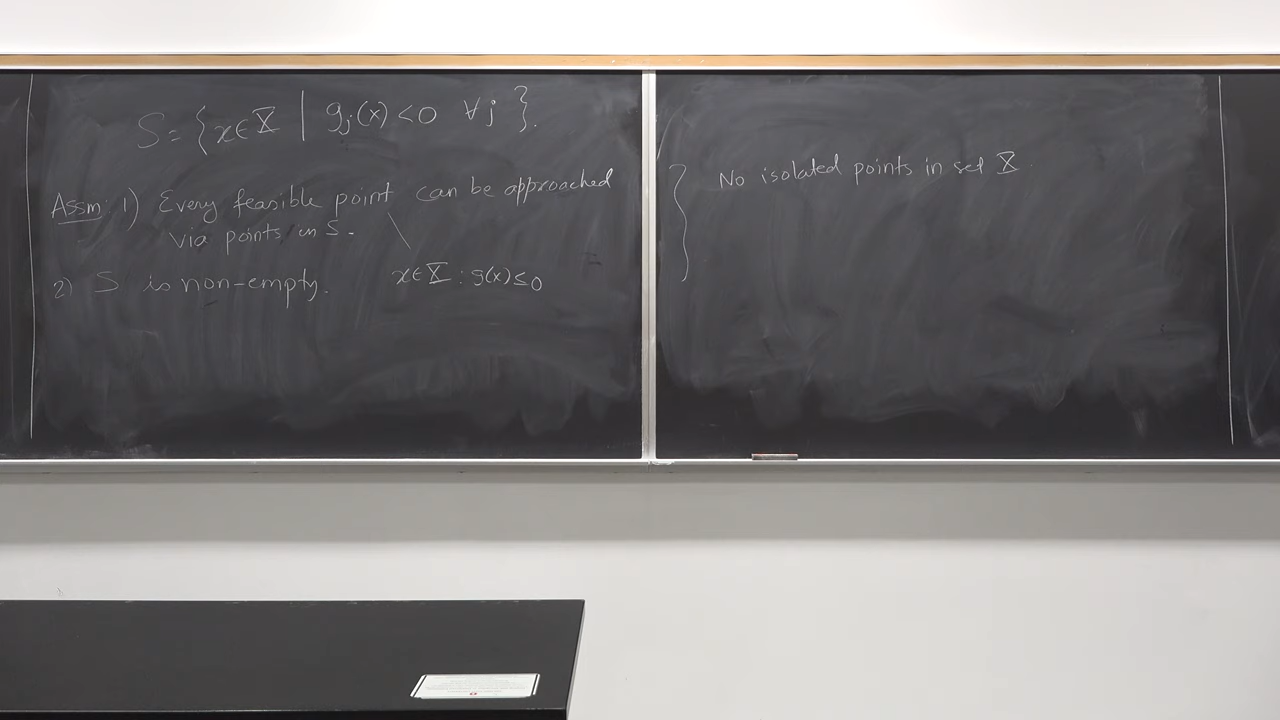 S = { x ∈ X | gj(x) < 0 ∀ j }.
Assm: 1) Every feasible point can be approached
via points in S.
2) S is non-empty.
x ∈ X : g(x) ≤ 0
No isolated points in set X.